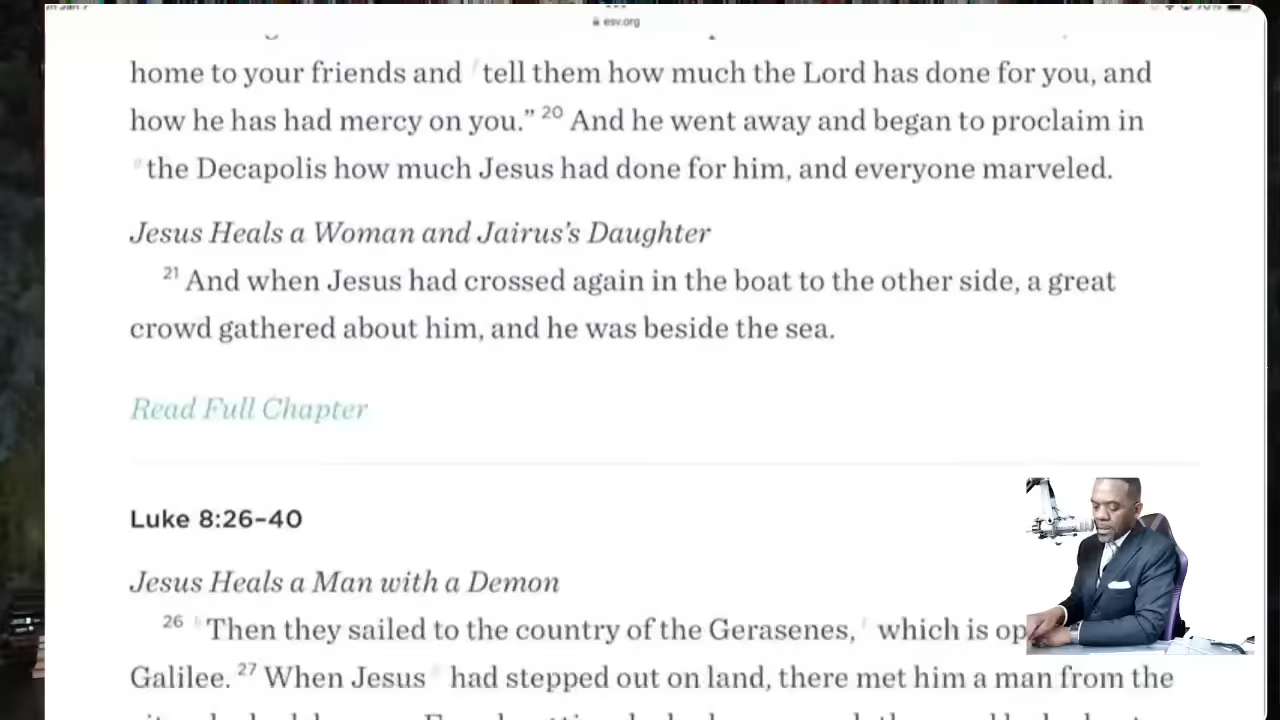 esv.org
home to your friends and tell them how much the Lord has done for you, and
how he has had mercy on you.” 20 And he went away and began to proclaim in
the Decapolis how much Jesus had done for him, and everyone marveled.
Jesus Heals a Woman and Jairus’s Daughter
21 And when Jesus had crossed again in the boat to the other side, a great
crowd gathered about him, and he was beside the sea.
Read Full Chapter
Luke 8:26–40
Jesus Heals a Man with a Demon
26 Then they sailed to the country of the Gerasenes, which is op
Galilee. 27 When Jesus had stepped out on land, there met him a man from the